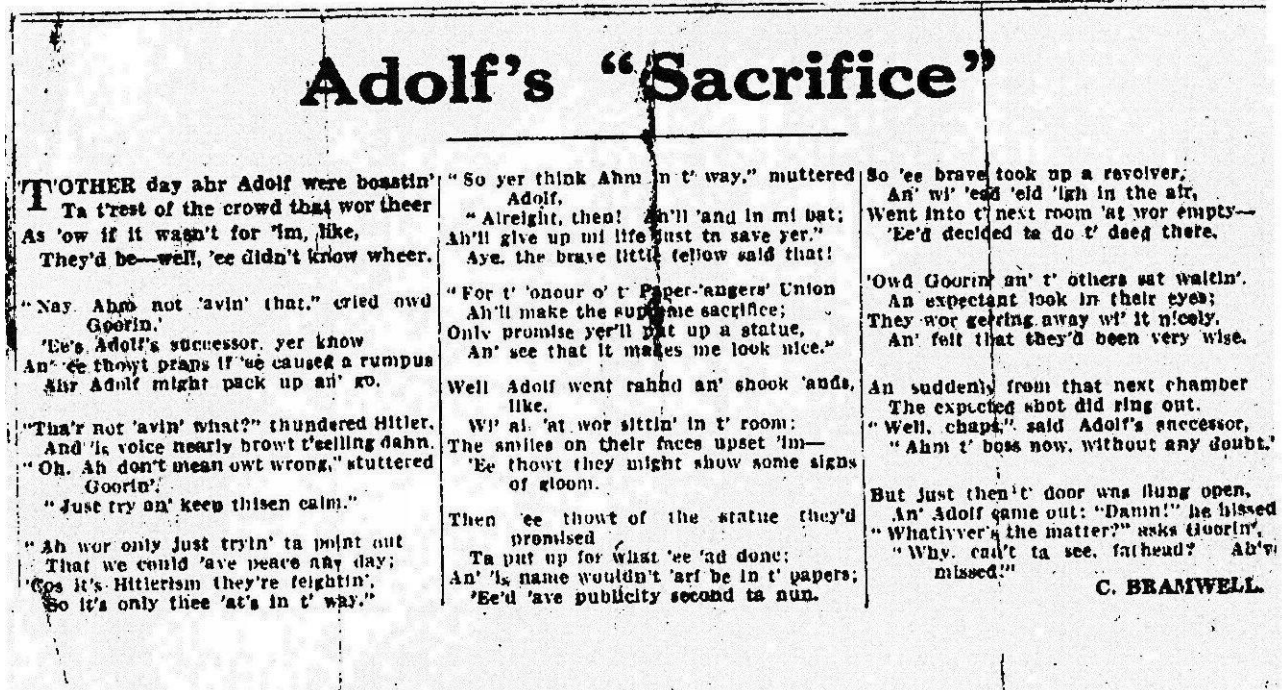 Adolf's "Sacrifice"
T'OTHER day ahr Adolf were boastin'
Ta t'rest of the crowd that wor theer
As 'ow if it wasn't for 'im, like,
They'd be—well, 'ee didn't know wheer.
"Nay. Ahm not 'avin' that," cried owd
Goorin.'
'Ee's Adolf's successor, yer know
An' 'ee thowt praps if 'ee caused a rumpus
Ahr Adolf might pack up an' go.
"Tha'r not 'avin' what?" thundered Hitler.
And 'is voice nearly browt t'ceiling dahn.
"Oh. Ah don't mean owt wrong," stuttered
Goorin'.
"Just try an' keep thisen calm."
"Ah wor only just tryin' ta point out
That we could 'ave peace any day;
'Cos it's Hitlerism they're feightin',
So it's only thee 'at's in t' way."
"So yer think Ahm in t' way," muttered
Adolf,
"Alreight, then! Ah'll 'and in mi bat;
Ah'll give up mi life just ta save yer."
Aye, the brave little fellow said that!
"For t' 'onour o' t' Paper-'angers' Union
Ah'll make the supreme sacrifice;
Only promise yer'll put up a statue,
An' see that it makes me look nice."
Well Adolf went rahnd an' shook 'ands,
like,
Wi' all 'at wor sittin' in t' room;
The smiles on their faces upset 'im—
'Ee thowt they might show some signs
of gloom.
Then 'ee thowt of the statue they'd
promised
Ta put up for what 'ee 'ad done;
An' 'is name wouldn't 'arf be in t' papers;
'Ee'd 'ave publicity second ta nun.
So 'ee brave took up a revolver,
An' wi' 'ead 'eld 'igh in the air,
Went into t' next room 'at wor empty—
'Ee'd decided ta do t' deed there.
'Owd Goorin' an' t' others sat waitin'.
An expectant look in their eyes;
They wor getting away wi' it nicely,
An' felt that they'd been very wise.
An suddenly from that next chamber
The expected shot did ring out.
"Well, chaps," said Adolf's successor,
"Ahm t' boss now, without any doubt.'
But just then t' door was flung open,
An' Adolf came out: "Damn!" he hissed
"Whativver's the matter?" asks Goorin',
"Why, can't ta see, fathead? Ah've
missed!"
C. BRAMWELL.